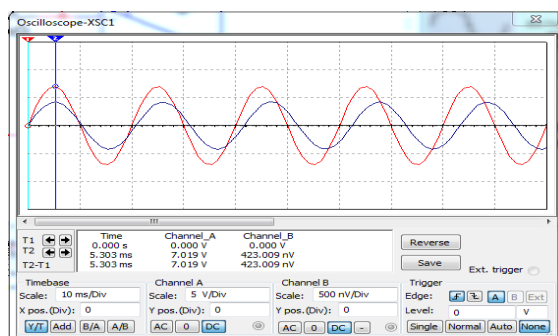 Oscilloscope-XSC1
1 2
T1
T2
T2-T1
Time Channel_A Channel_B
0.000 s 0.000 V 0.000 V
5.303 ms 7.019 V 423.009 nV
5.303 ms 7.019 V 423.009 nV
Reverse
Save
Ext. trigger
Timebase
Scale: 10 ms/Div
X pos.(Div): 0
Y/T Add B/A A/B
Channel A
Scale: 5 V/Div
Y pos.(Div): 0
AC 0 DC
Channel B
Scale: 500 nV/Div
Y pos.(Div): 0
AC 0 DC -
Trigger
Edge: A B Ext
Level: 0 V
Single Normal Auto None